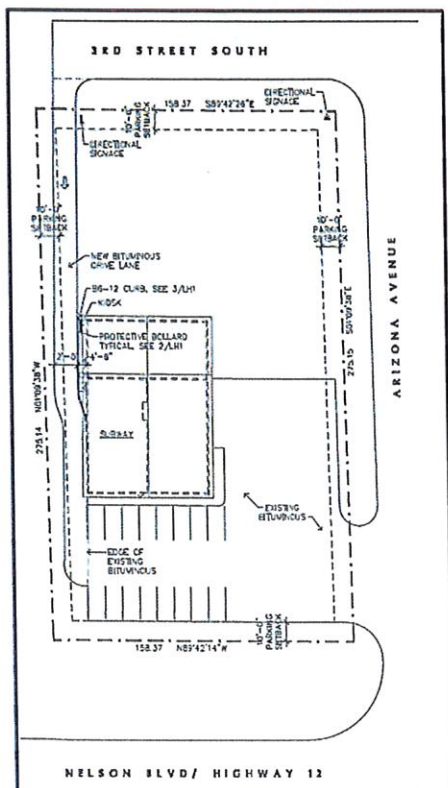 3RD STREET SOUTH
158.37 S89°42'26"E
DIRECTIONAL
SIGNAGE
10'-0"
PARKING
SETBACK
DIRECTIONAL
SIGNAGE
10'-0"
PARKING
SETBACK
10'-0"
PARKING
SETBACK
NEW BITUMINOUS
DRIVE LANE
B6-12 CURB, SEE 3/LH1
KIOSK
PROTECTIVE BOLLARD
TYPICAL, SEE 2/LH1
4'-6"
275.14
275.15
ARIZONA AVENUE
SUBWAY
EXISTING
BITUMINOUS
EDGE OF
EXISTING
BITUMINOUS
158.37 N89°42'14"W
10'-0"
PARKING
SETBACK
NELSON BLVD/ HIGHWAY 12